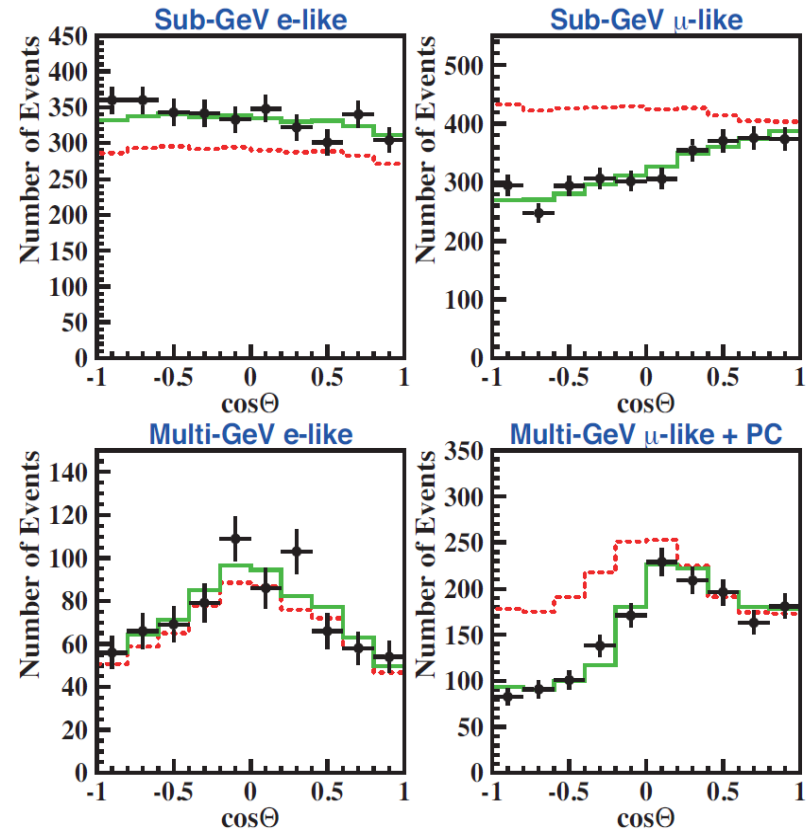 Sub-GeV e-like
Number of Events
450
400
350
300
250
200
150
100
50
0
-1 -0.5 0 0.5 1
cosΘ
Sub-GeV μ-like
Number of Events
500
400
300
200
100
0
-1 -0.5 0 0.5 1
cosΘ
Multi-GeV e-like
Number of Events
140
120
100
80
60
40
20
0
-1 -0.5 0 0.5 1
cosΘ
Multi-GeV μ-like + PC
Number of Events
350
300
250
200
150
100
50
0
-1 -0.5 0 0.5 1
cosΘ